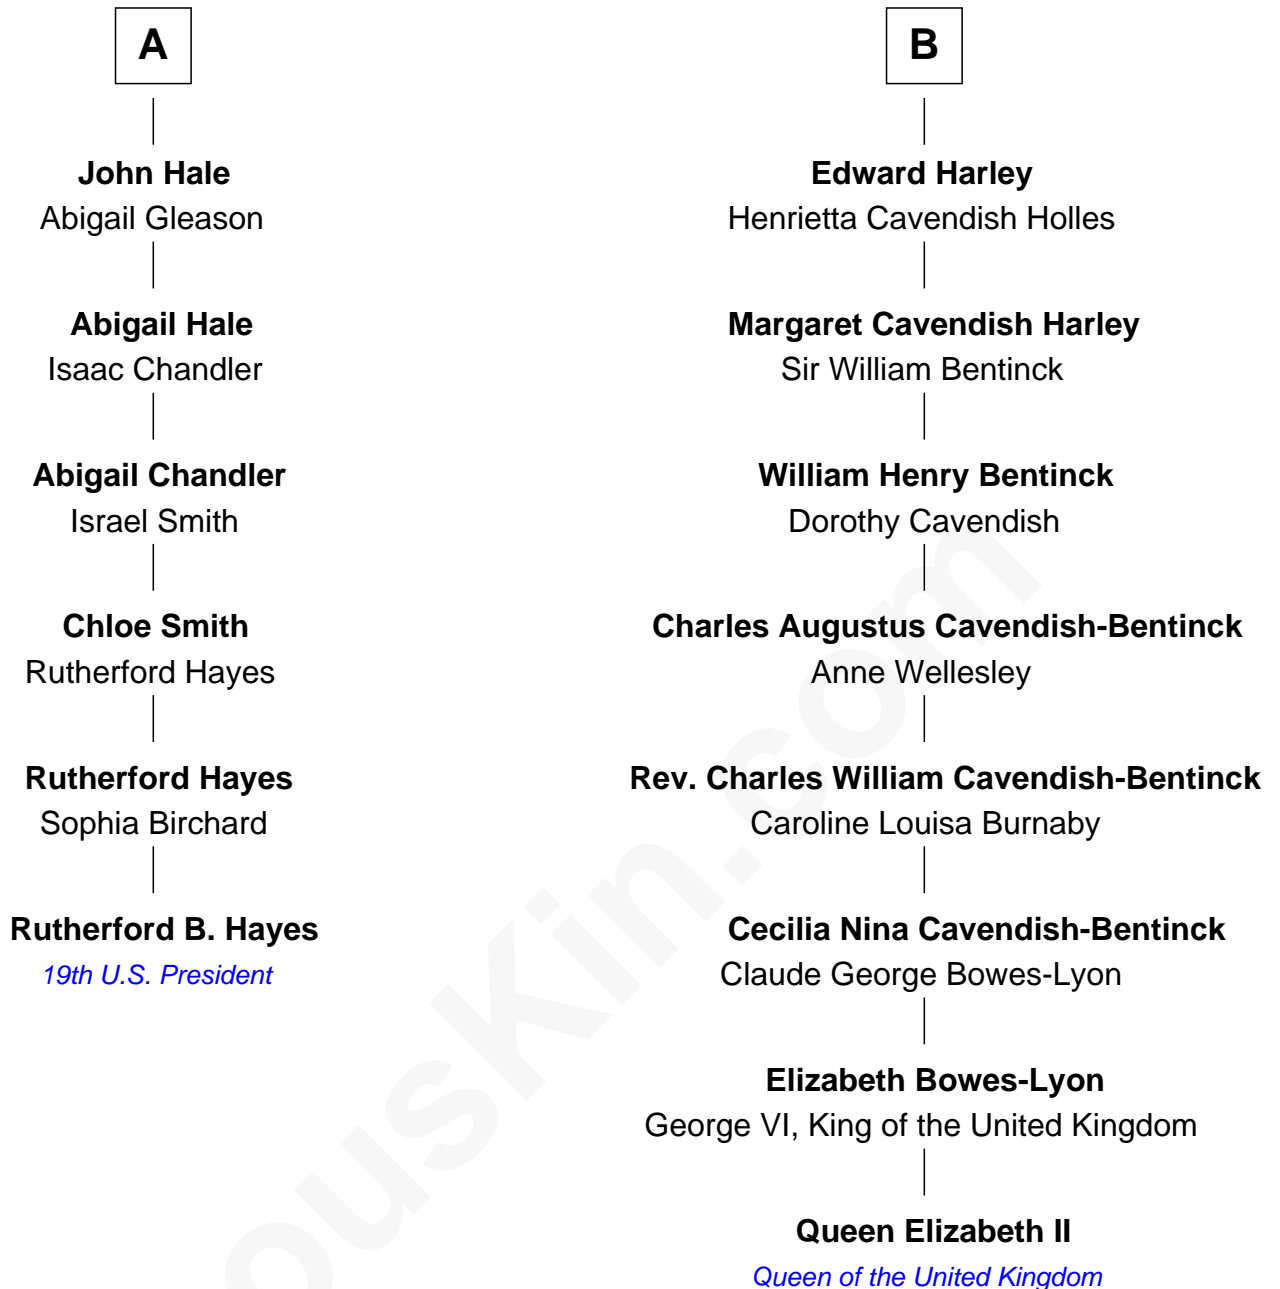 A
John Hale
Abigail Gleason
Abigail Hale
Isaac Chandler
Abigail Chandler
Israel Smith
Chloe Smith
Rutherford Hayes
Rutherford Hayes
Sophia Birchard
Rutherford B. Hayes
19th U.S. President
B
Edward Harley
Henrietta Cavendish Holles
Margaret Cavendish Harley
Sir William Bentinck
William Henry Bentinck
Dorothy Cavendish
Charles Augustus Cavendish-Bentinck
Anne Wellesley
Rev. Charles William Cavendish-Bentinck
Caroline Louisa Burnaby
Cecilia Nina Cavendish-Bentinck
Claude George Bowes-Lyon
Elizabeth Bowes-Lyon
George VI, King of the United Kingdom
Queen Elizabeth II
Queen of the United Kingdom
ousKin.com